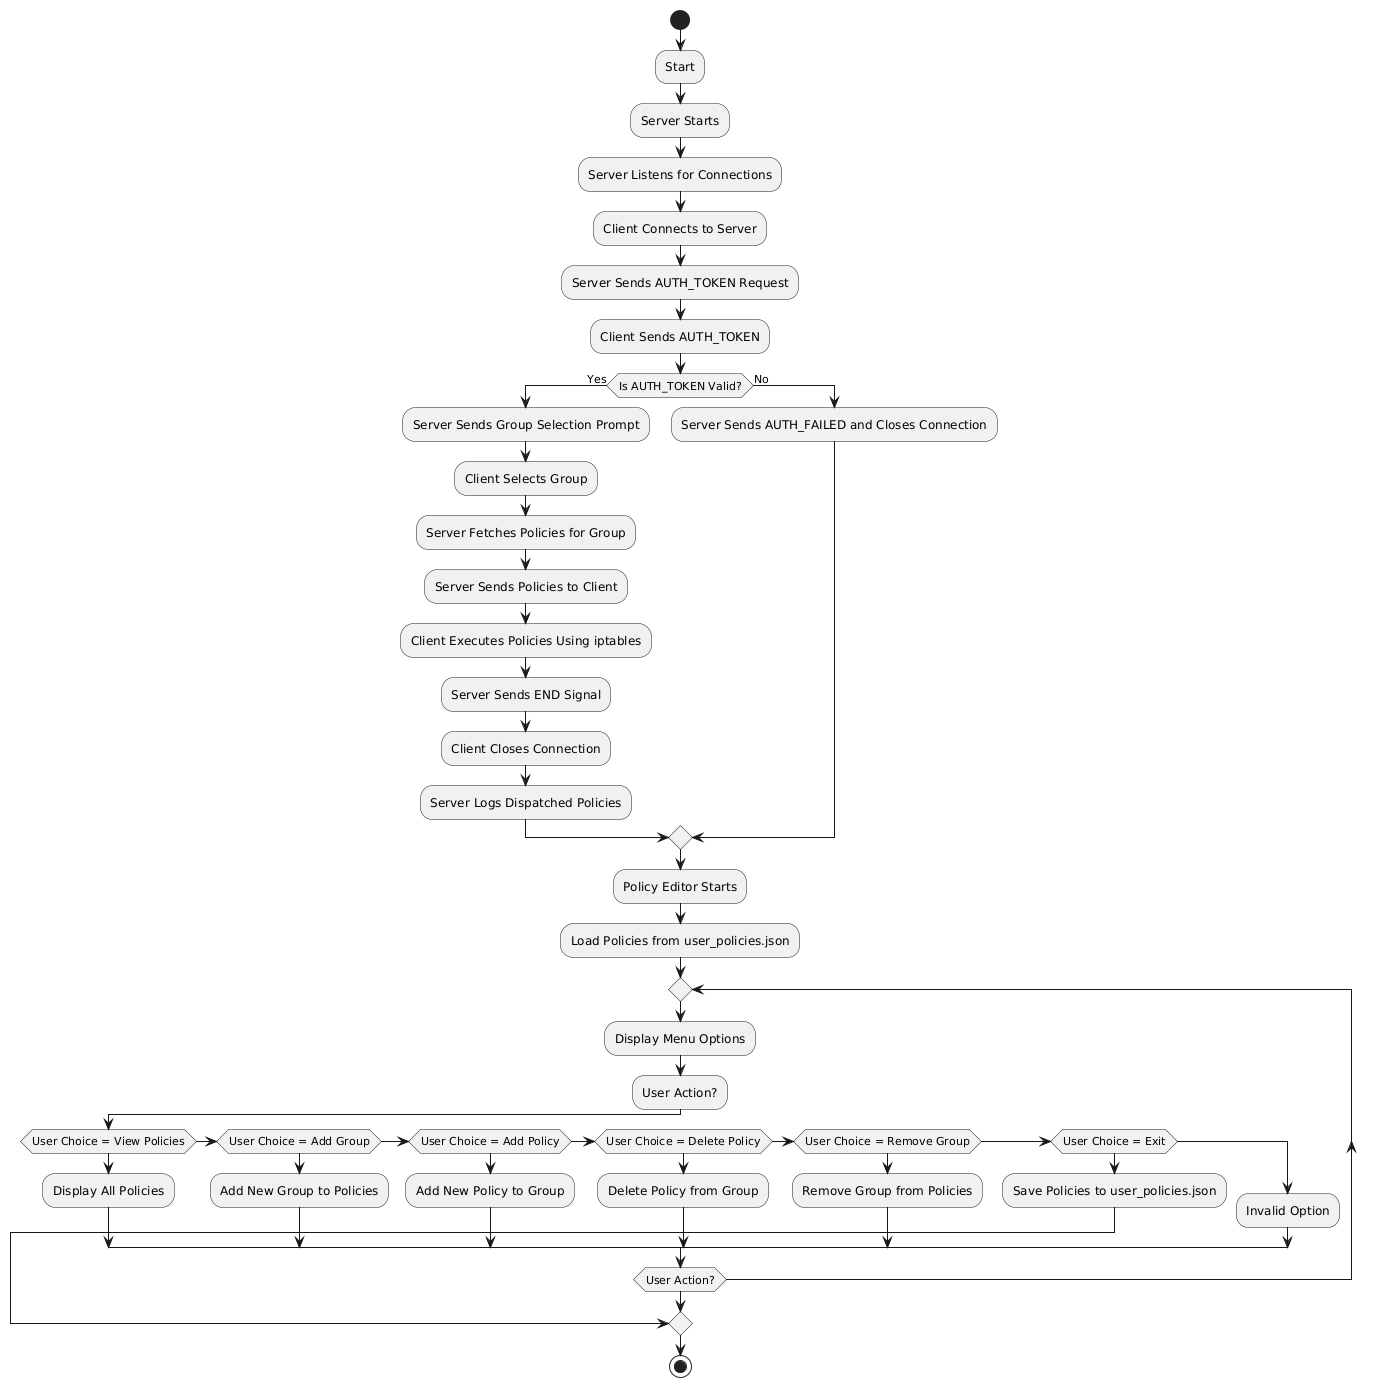 Start
Server Starts
Server Listens for Connections
Client Connects to Server
Server Sends AUTH_TOKEN Request
Client Sends AUTH_TOKEN
Yes
Is AUTH_TOKEN Valid?
No
Server Sends Group Selection Prompt
Server Sends AUTH_FAILED and Closes Connection
Client Selects Group
Server Fetches Policies for Group
Server Sends Policies to Client
Client Executes Policies Using iptables
Server Sends END Signal
Client Closes Connection
Server Logs Dispatched Policies
Policy Editor Starts
Load Policies from user_policies.json
Display Menu Options
User Action?
User Choice = View Policies
User Choice = Add Group
User Choice = Add Policy
User Choice = Delete Policy
User Choice = Remove Group
User Choice = Exit
Display All Policies
Add New Group to Policies
Add New Policy to Group
Delete Policy from Group
Remove Group from Policies
Save Policies to user_policies.json
Invalid Option
User Action?